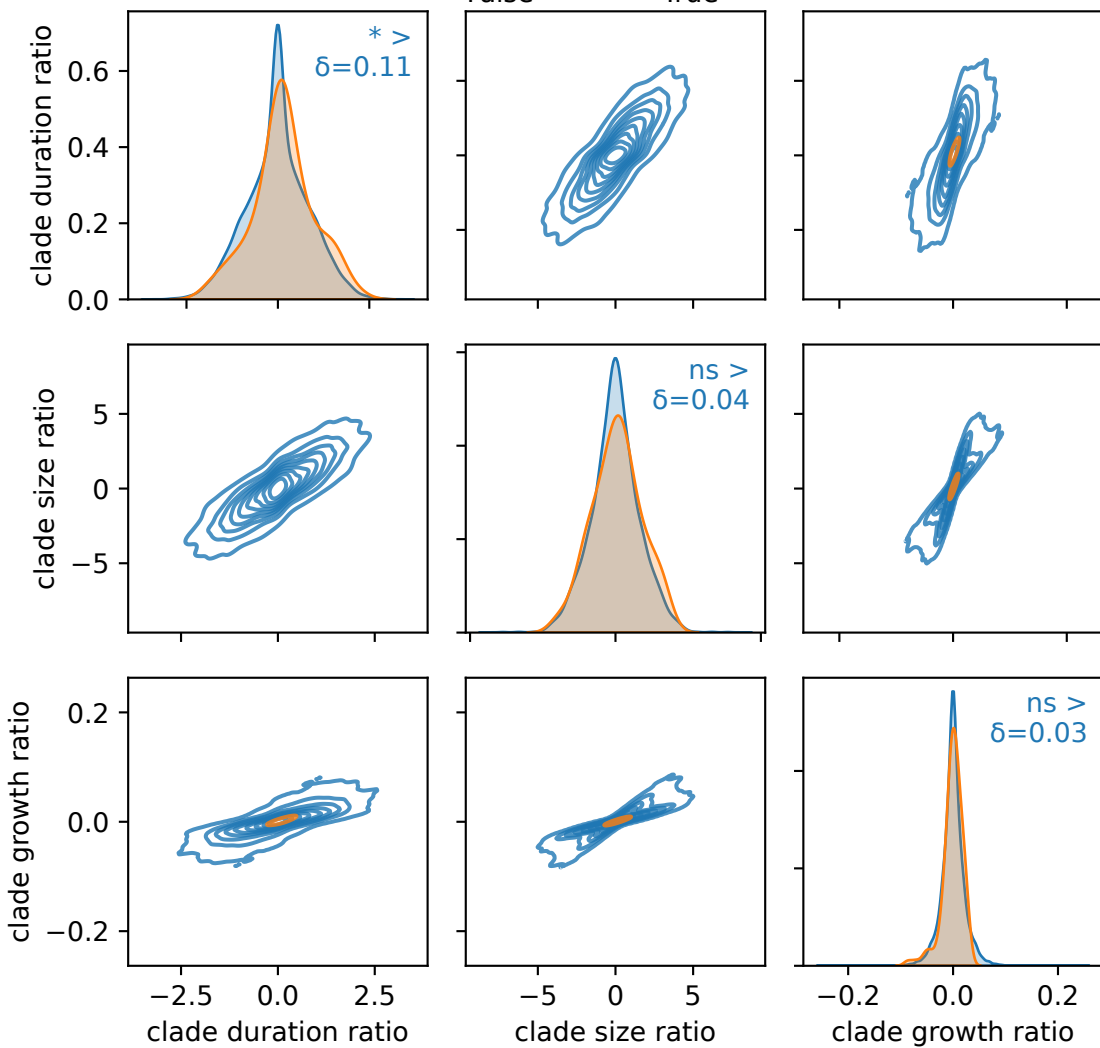 clade duration ratio
0.6
0.4
0.2
0.0
* >
δ=0.11
clade size ratio
5
0
−5
ns >
δ=0.04
clade growth ratio
0.2
0.0
−0.2
ns >
δ=0.03
−2.5 0.0 2.5
−5 0 5
−0.2 0.0 0.2
clade duration ratio
clade size ratio
clade growth ratio